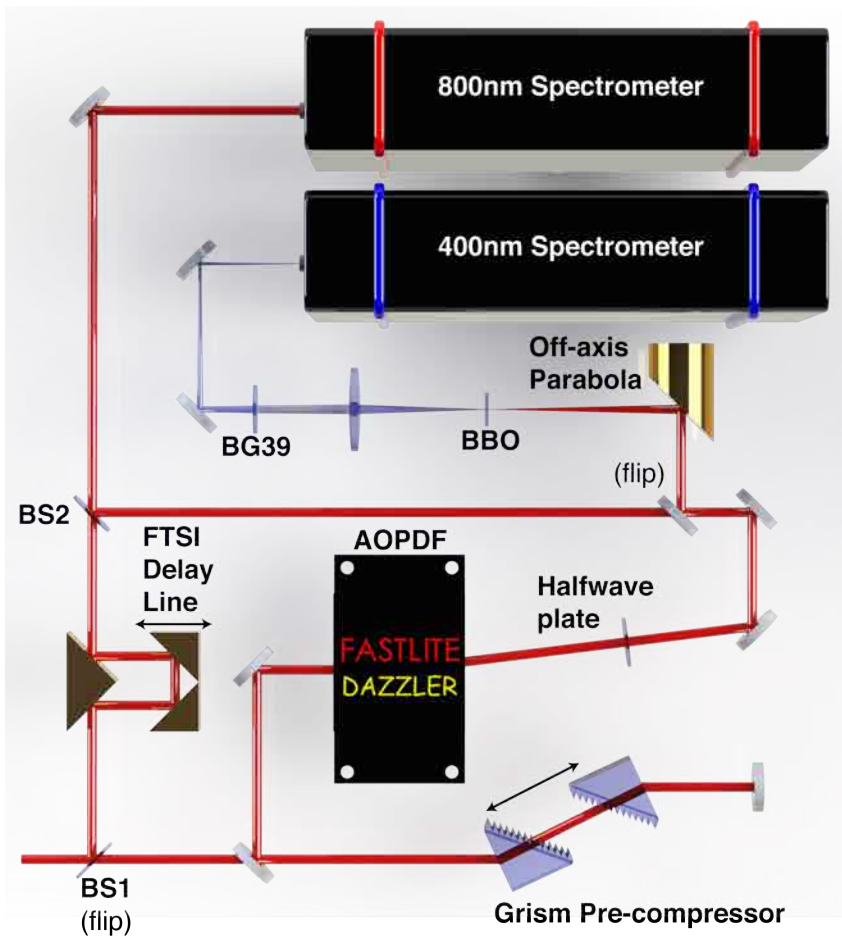 800nm Spectrometer
400nm Spectrometer
Off-axis
Parabola
BG39
BBO
(flip)
BS2
FTSI
Delay
Line
AOPDF
Halfwave
plate
FASTLITE
DAZZLER
BS1
(flip)
Grism Pre-compressor